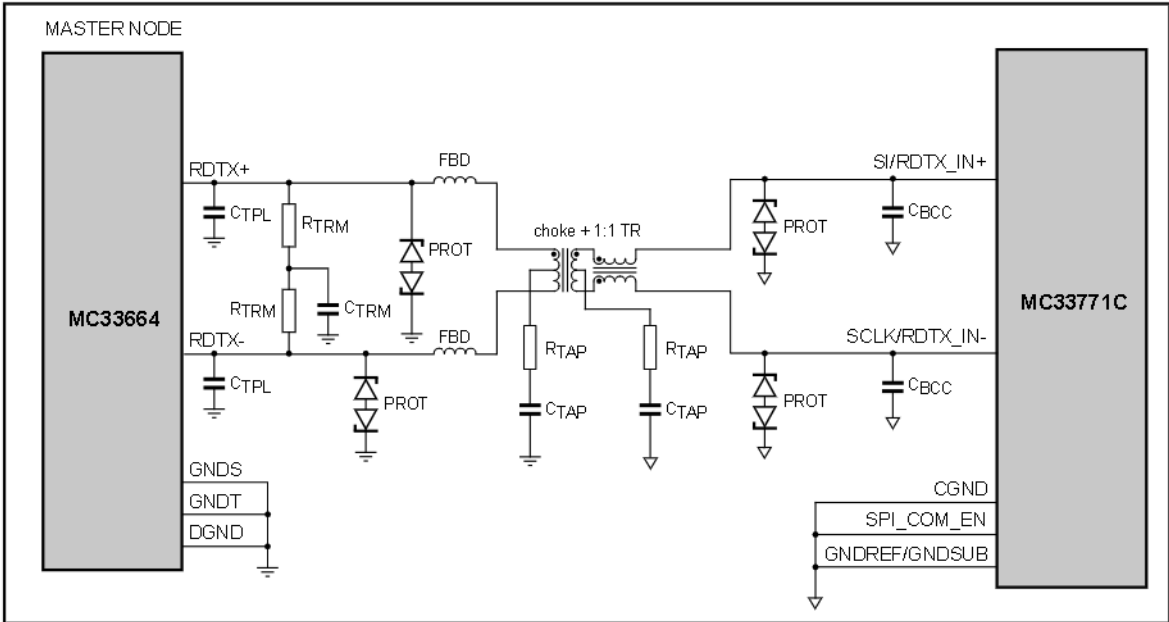 MASTER NODE
MC33664
RDTX+
CTPL
RTRM
RTRM
CTRM
PROT
FBD
RDTX-
CTPL
PROT
FBD
GNDS
GNDT
DGND
choke + 1:1 TR
RTAP
CTAP
RTAP
CTAP
PROT
SI/RDTX_IN+
CBCC
MC33771C
SCLK/RDTX_IN-
PROT
CBCC
CGND
SPI_COM_EN
GNDREF/GNDSUB